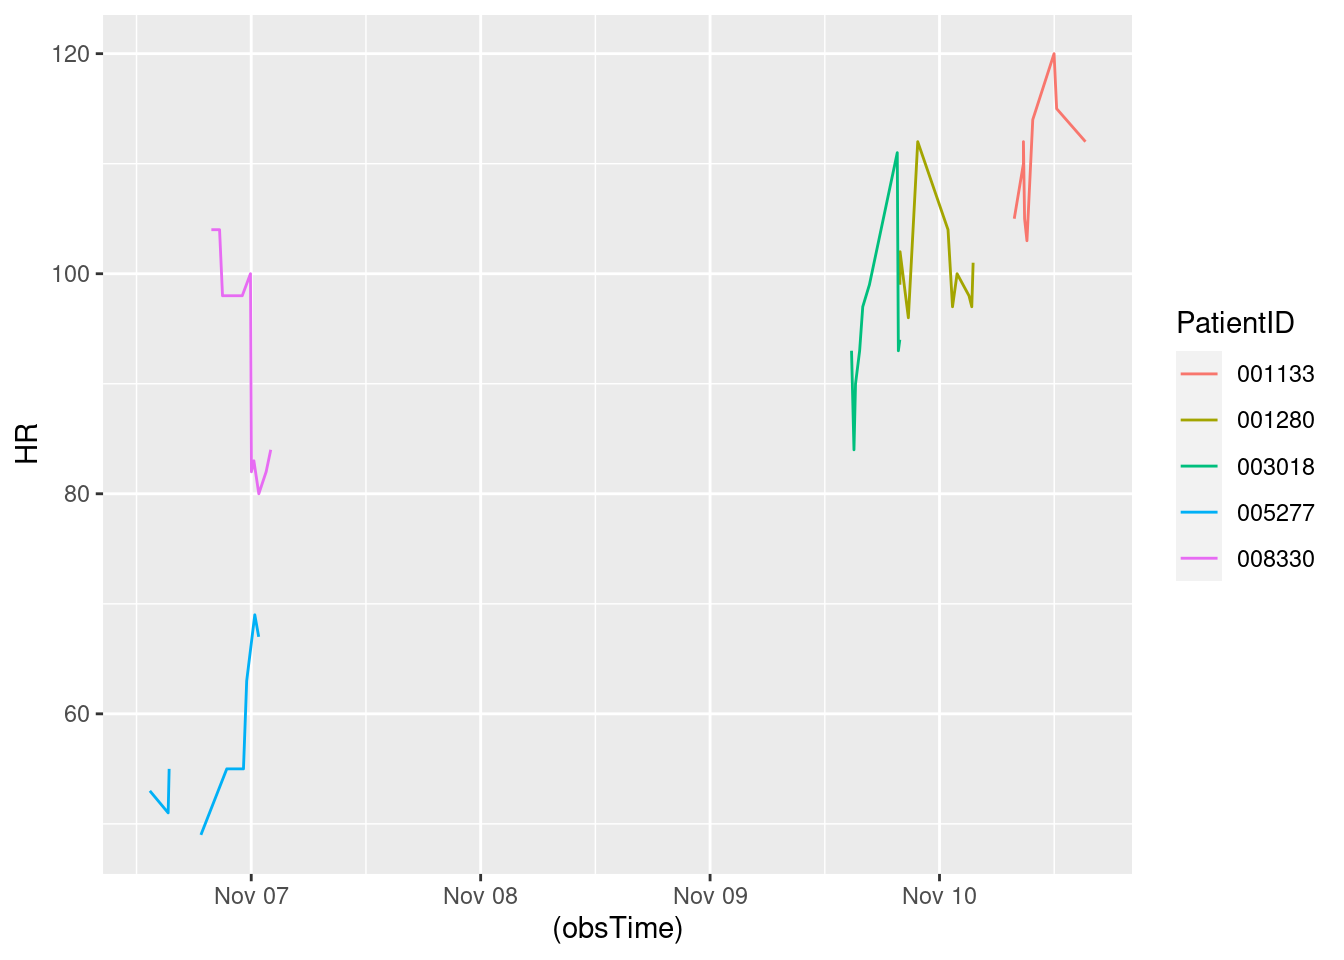 120
100
80
60
HR
Nov 07
Nov 08
Nov 09
Nov 10
(obsTime)
PatientID
001133
001280
003018
005277
008330